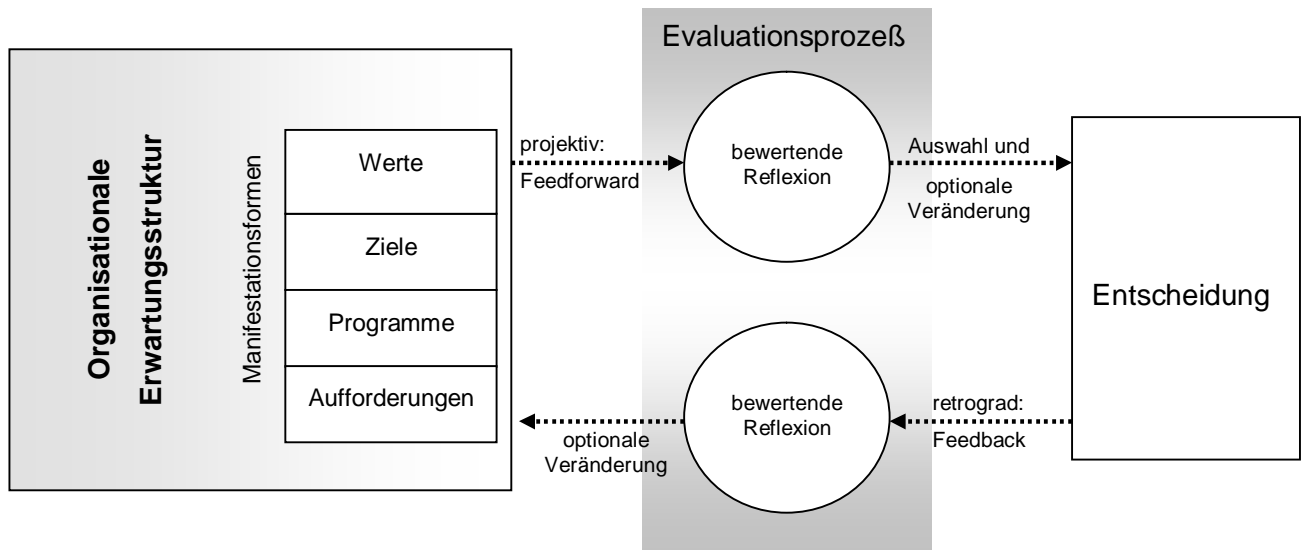 Organisationale
Erwartungsstruktur
Manifestationsformen
Werte
Ziele
Programme
Aufforderungen
projektiv:
Feedforward
Evaluationsprozeß
bewertende
Reflexion
Auswahl und
optionale
Veränderung
Entscheidung
retrograd:
Feedback
bewertende
Reflexion
optionale
Veränderung